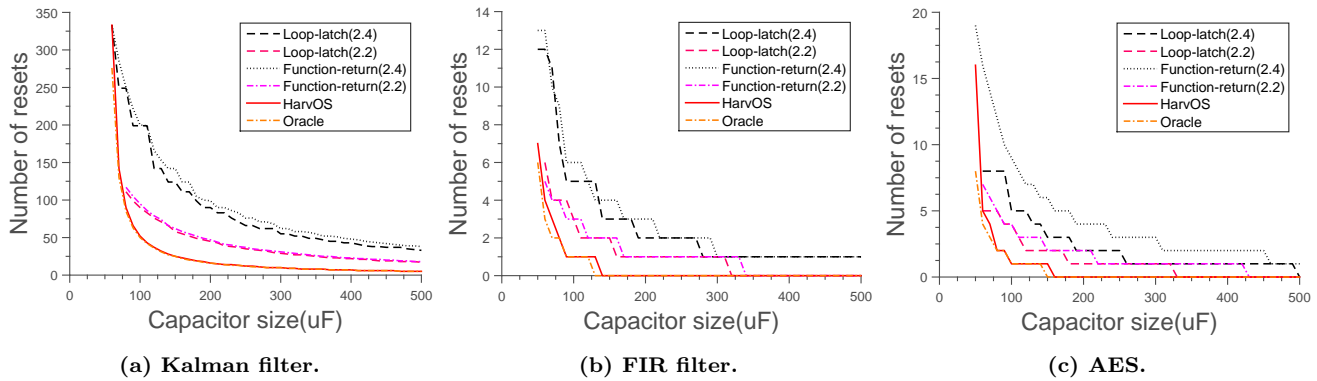 Number of resets
350
300
250
200
150
100
50
0
0 100 200 300 400 500
Capacitor size(uF)
Loop-latch(2.4)
Loop-latch(2.2)
Function-return(2.4)
Function-return(2.2)
HarvOS
Oracle
(a) Kalman filter.
Number of resets
14
12
10
8
6
4
2
0
0 100 200 300 400 500
Capacitor size(uF)
Loop-latch(2.4)
Loop-latch(2.2)
Function-return(2.4)
Function-return(2.2)
HarvOS
Oracle
(b) FIR filter.
Number of resets
20
15
10
5
0
0 100 200 300 400 500
Capacitor size(uF)
Loop-latch(2.4)
Loop-latch(2.2)
Function-return(2.4)
Function-return(2.2)
HarvOS
Oracle
(c) AES.